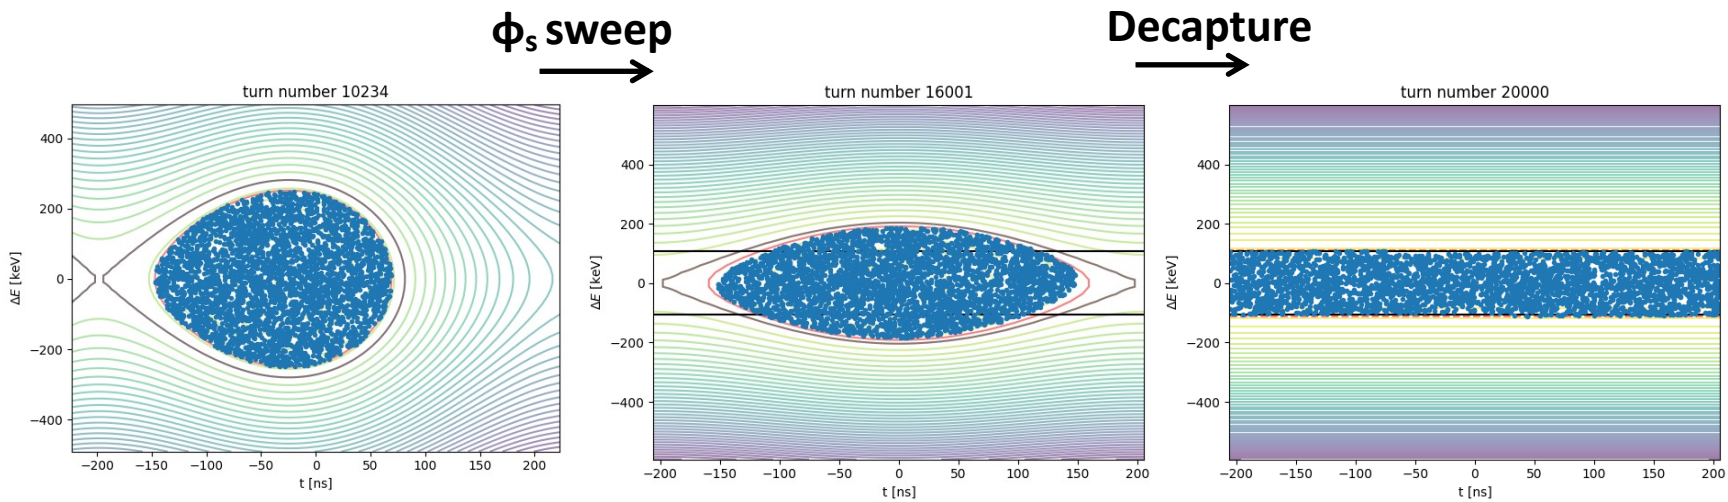 ϕs sweep
Decapture
turn number 10234
400
200
0
−200
−400
ΔE [keV]
−200 −150 −100 −50 0 50 100 150 200
t [ns]
turn number 16001
400
200
0
−200
−400
ΔE [keV]
−200 −150 −100 −50 0 50 100 150 200
t [ns]
turn number 20000
400
200
0
−200
−400
ΔE [keV]
−200 −150 −100 −50 0 50 100 150 200
t [ns]